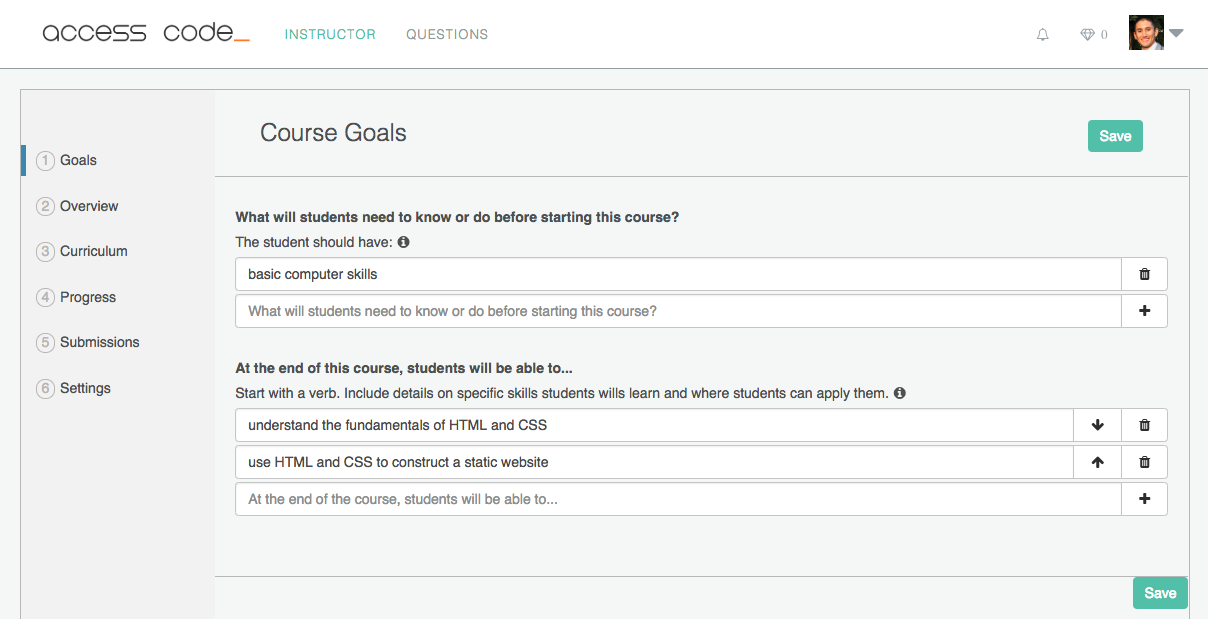 access code_ INSTRUCTOR QUESTIONS 0
Course Goals
Save
1 Goals
2 Overview
3 Curriculum
4 Progress
5 Submissions
6 Settings
What will students need to know or do before starting this course?
The student should have:
basic computer skills
What will students need to know or do before starting this course?
At the end of this course, students will be able to...
Start with a verb. Include details on specific skills students wills learn and where students can apply them.
understand the fundamentals of HTML and CSS
use HTML and CSS to construct a static website
At the end of the course, students will be able to...
Save